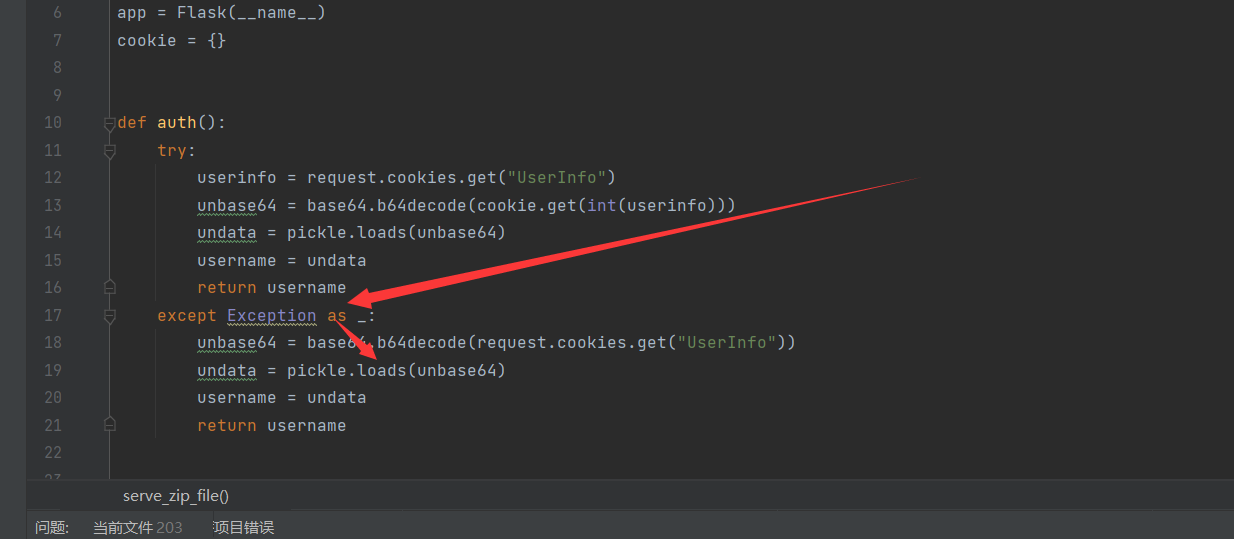 6 app = Flask(__name__)
7 cookie = {}
8
9
10 def auth():
11 try:
12 userinfo = request.cookies.get("UserInfo")
13 unbase64 = base64.b64decode(cookie.get(int(userinfo)))
14 undata = pickle.loads(unbase64)
15 username = undata
16 return username
17 except Exception as _:
18 unbase64 = base64.b64decode(request.cookies.get("UserInfo"))
19 undata = pickle.loads(unbase64)
20 username = undata
21 return username
22
23
serve_zip_file()
问题: 当前文件 203 项目错误